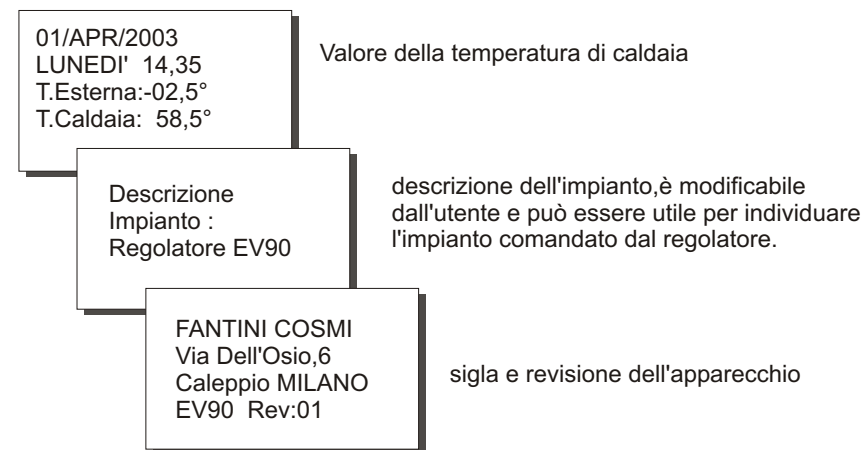 01/APR/2003
LUNEDI' 14,35
T.Esterna:-02,5°
T.Caldaia: 58,5°
Valore della temperatura di caldaia
Descrizione
Impianto :
Regolatore EV90
descrizione dell'impianto,è modificabile
dall'utente e può essere utile per individuare
l'impianto comandato dal regolatore.
FANTINI COSMI
Via Dell'Osio,6
Caleppio MILANO
EV90 Rev:01
sigla e revisione dell'apparecchio